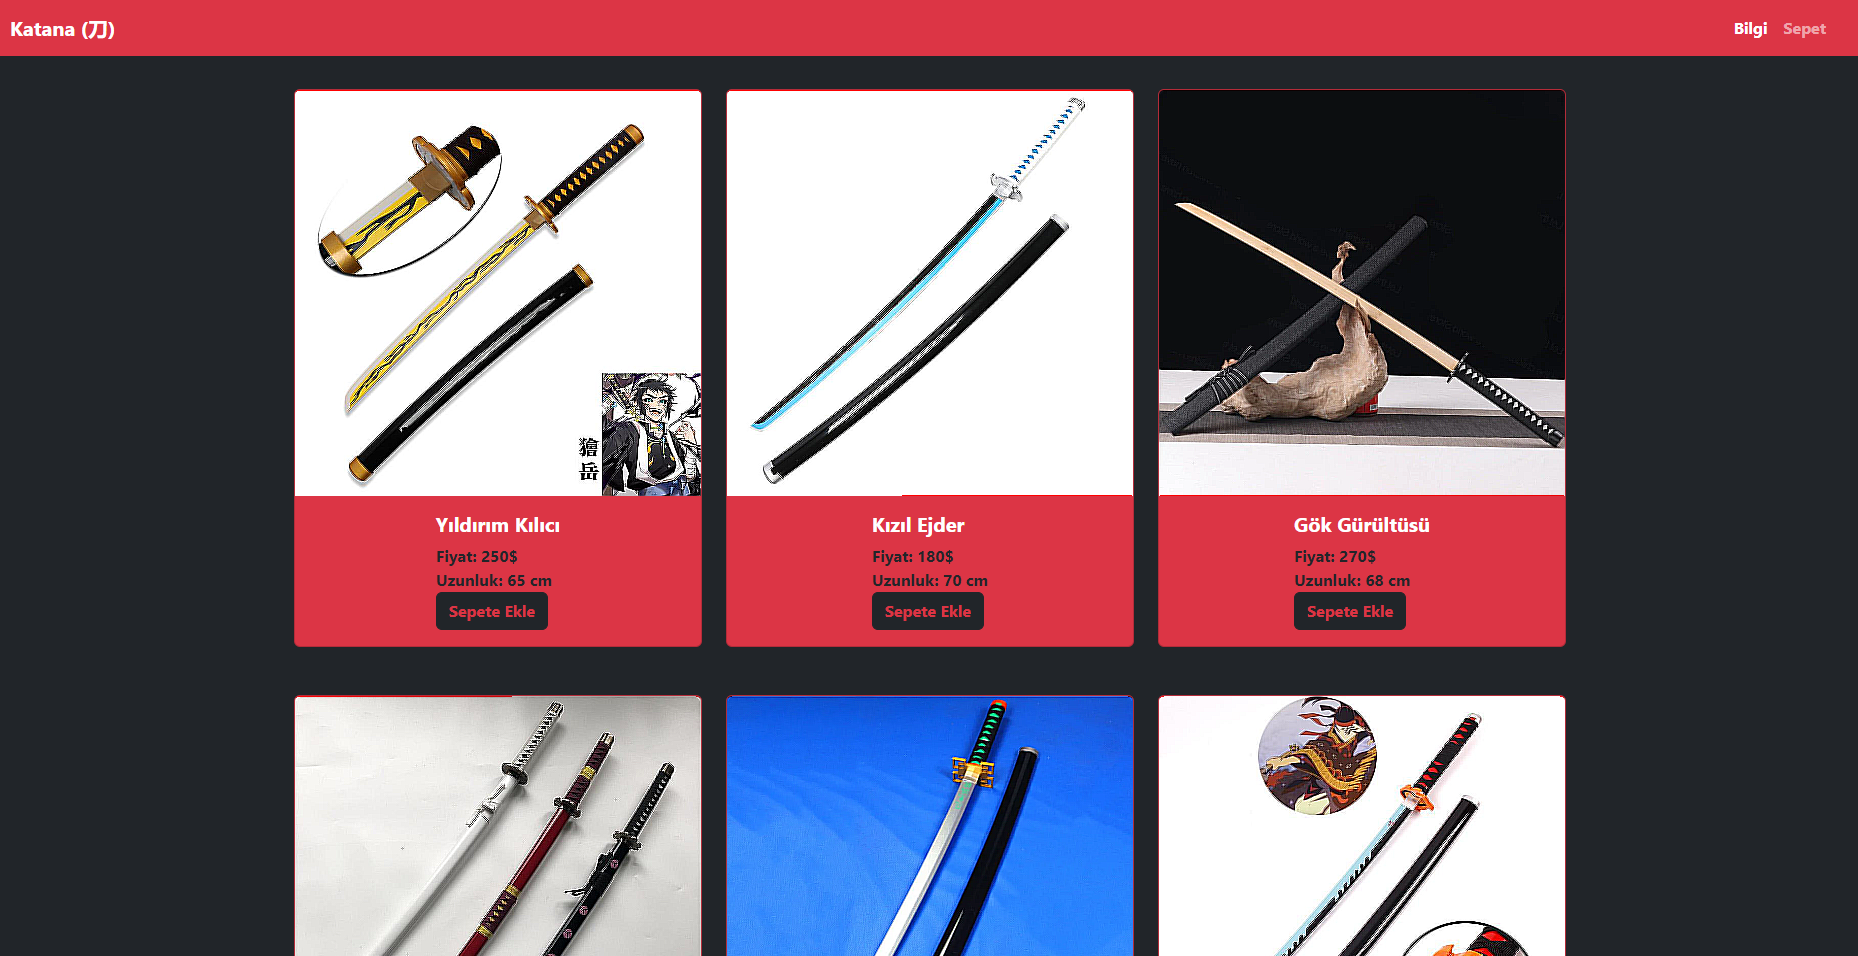 Katana (刀)
Bilgi Sepet
獪
岳
Yıldırım Kılıcı
Fiyat: 250$
Uzunluk: 65 cm
Sepete Ekle
Kızıl Ejder
Fiyat: 180$
Uzunluk: 70 cm
Sepete Ekle
Gök Gürültüsü
Fiyat: 270$
Uzunluk: 68 cm
Sepete Ekle